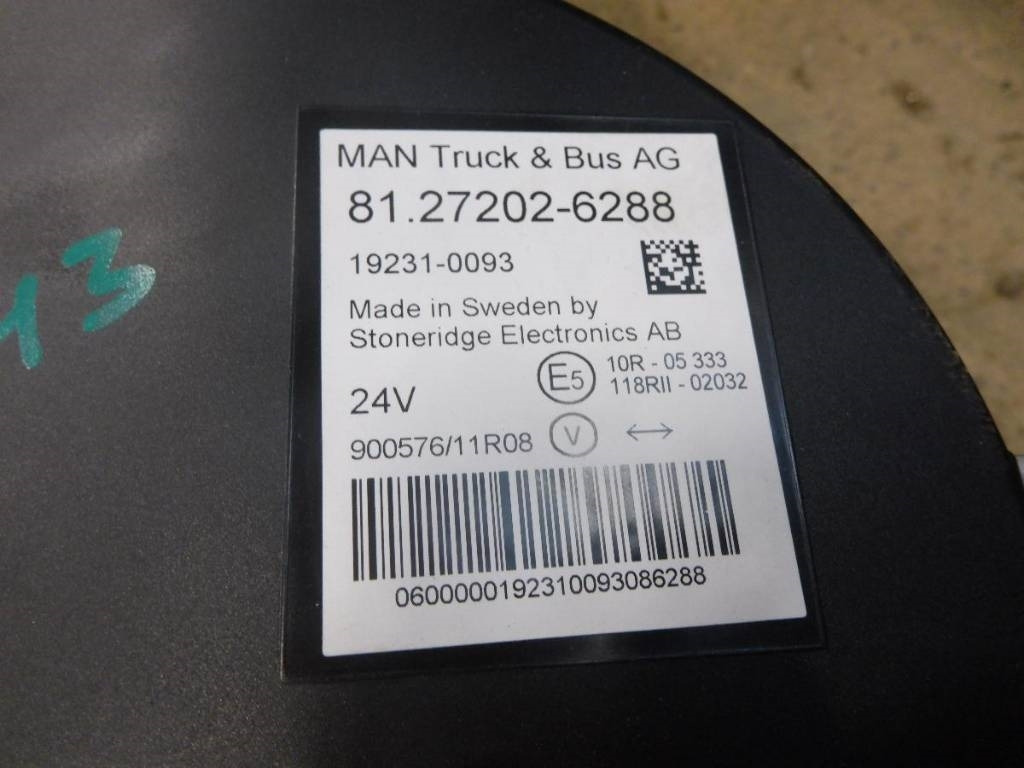 MAN Truck & Bus AG
81.27202-6288
19231-0093
Made in Sweden by
Stoneridge Electronics AB
E5 10R - 05 333
118RII - 02032
24V
900576/11R08 V
0600000192310093086288